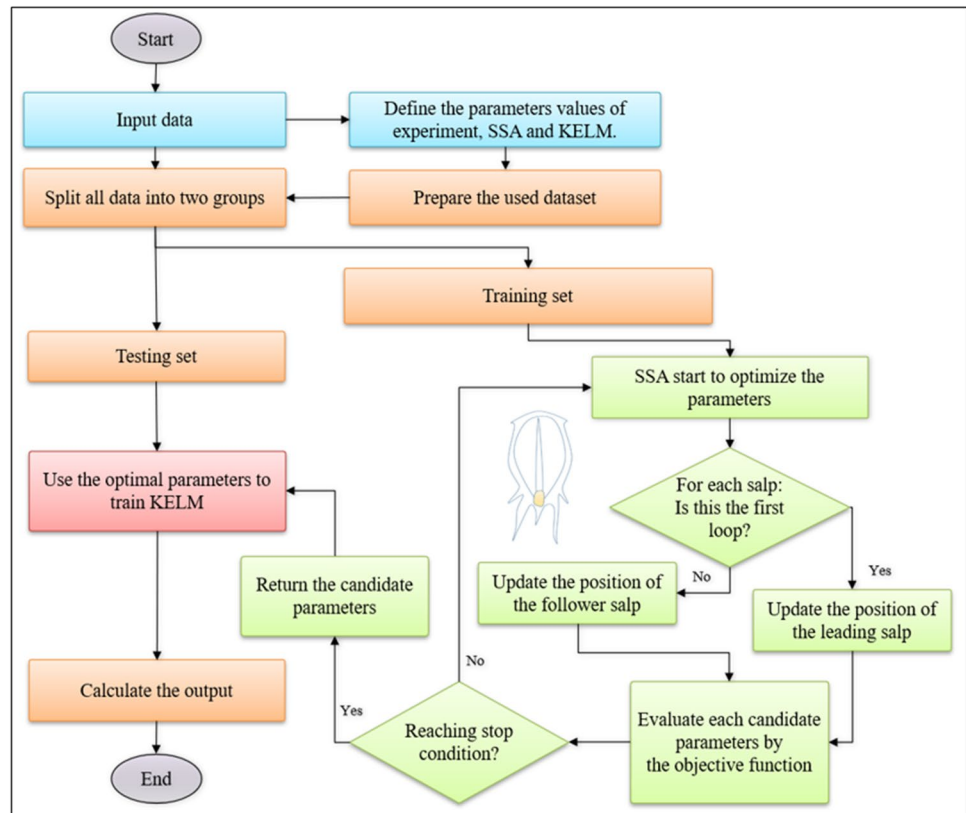 Start
Input data
Define the parameters values of
experiment, SSA and KELM.
Split all data into two groups
Prepare the used dataset
Training set
Testing set
SSA start to optimize the
parameters
Use the optimal parameters to
train KELM
For each salp:
Is this the first
loop?
No
Yes
Return the candidate
parameters
Update the position of
the follower salp
Update the position of
the leading salp
No
Calculate the output
Yes
Reaching stop
condition?
Evaluate each candidate
parameters by
the objective function
End